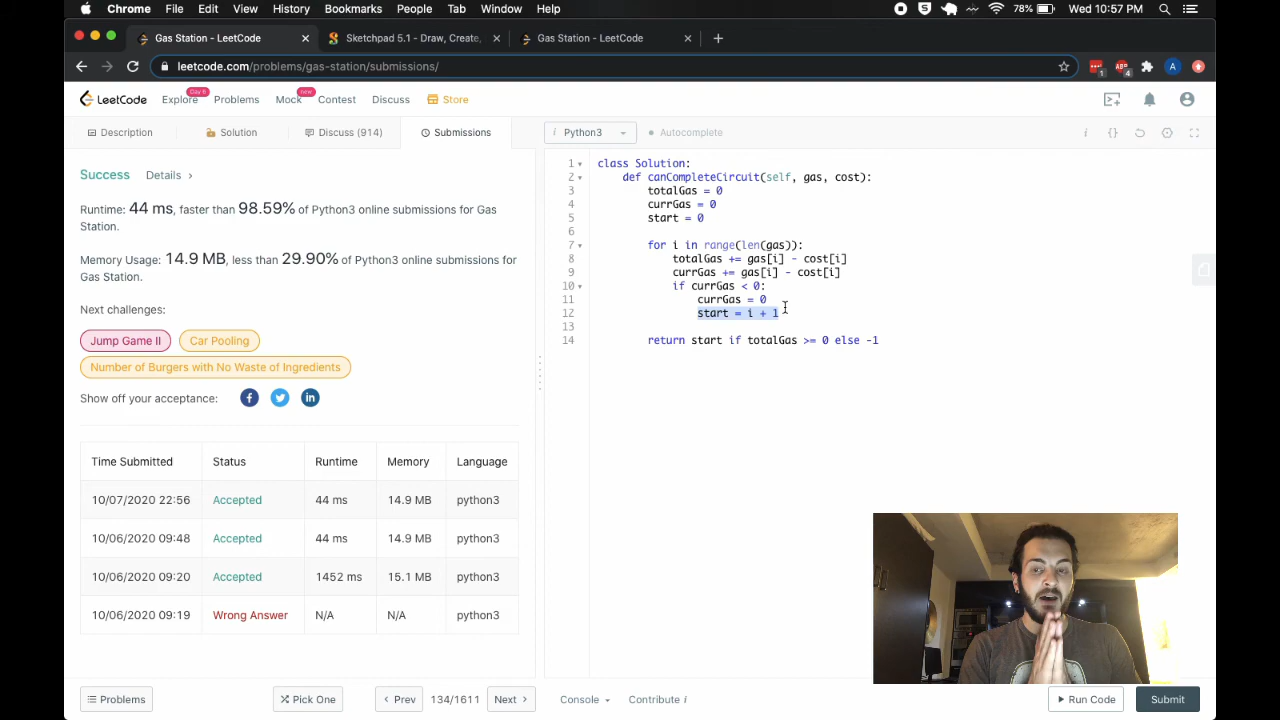 Chrome File Edit View History Bookmarks People Tab Window Help 78% Wed 10:57 PM
Gas Station - LeetCode
Sketchpad 5.1 - Draw, Create,
Gas Station - LeetCode
leetcode.com/problems/gas-station/submissions/
1
4
A
LeetCode
Explore
Day 8
Problems
Mock
new
Contest
Discuss
Store
Description
Solution
Discuss (914)
Submissions
i Python3
Autocomplete
i {}
Success
Details >
Runtime: 44 ms, faster than 98.59% of Python3 online submissions for Gas
Station.
Memory Usage: 14.9 MB, less than 29.90% of Python3 online submissions for
Gas Station.
Next challenges:
Jump Game II
Car Pooling
Number of Burgers with No Waste of Ingredients
Show off your acceptance:
Time Submitted Status Runtime Memory Language
10/07/2020 22:56 Accepted 44 ms 14.9 MB python3
10/06/2020 09:48 Accepted 44 ms 14.9 MB python3
10/06/2020 09:20 Accepted 1452 ms 15.1 MB python3
10/06/2020 09:19 Wrong Answer N/A N/A python3
1 class Solution:
2 def canCompleteCircuit(self, gas, cost):
3 totalGas = 0
4 currGas = 0
5 start = 0
6
7 for i in range(len(gas)):
8 totalGas += gas[i] - cost[i]
9 currGas += gas[i] - cost[i]
10 if currGas < 0:
11 currGas = 0
12 start = i + 1
13
14 return start if totalGas >= 0 else -1
Problems
Pick One
< Prev
134/1611
Next >
Console
Contribute i
Run Code
Submit